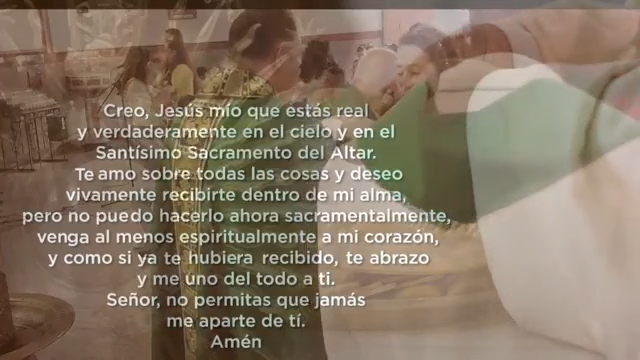 Creo, Jesús mío que estás real
y verdaderamente en el cielo y en el
Santísimo Sacramento del Altar.
Te amo sobre todas las cosas y deseo
vivamente recibirte dentro de mi alma,
pero no puedo hacerlo ahora sacramentalmente,
venga al menos espiritualmente a mi corazón,
y como si ya te hubiera recibido, te abrazo
y me uno del todo a ti.
Señor, no permitas que jamás
me aparte de tí.
Amén